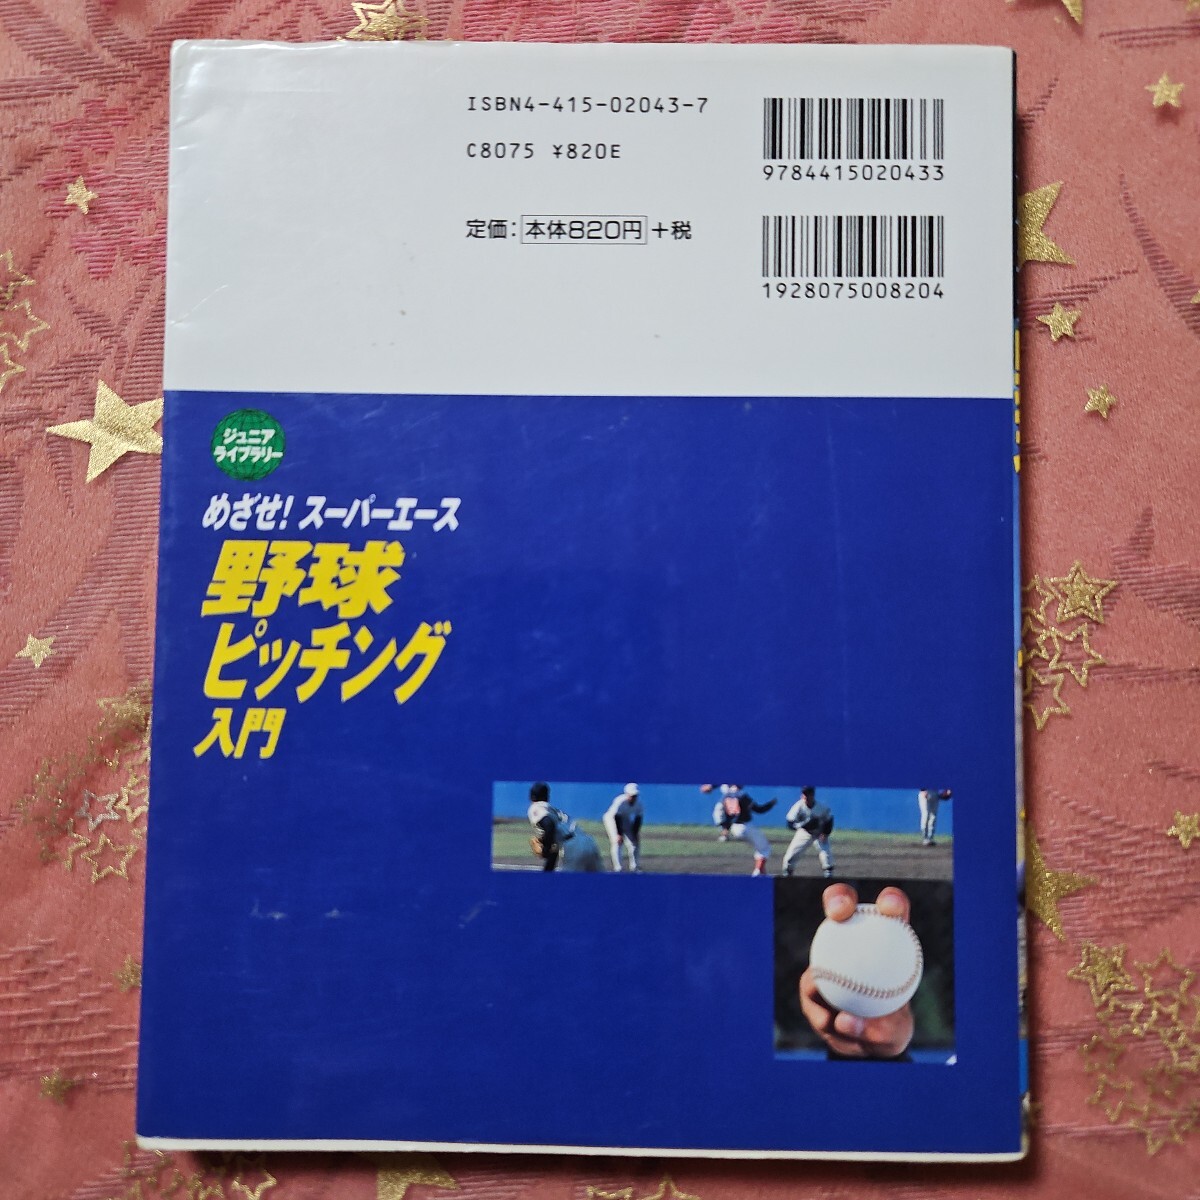 ISBN4-415-02043-7
C8075 ¥820E
定価：本体820円+税
9784415020433
1928075008204
ジュニア
ライブラリー
めざせ！スーパーエース
野球
ピッチング
入門